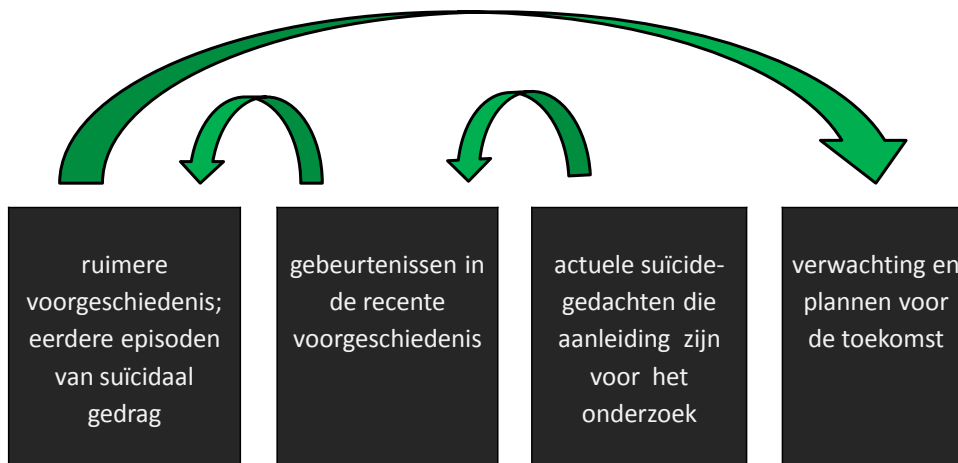 ruimere
voorgeschiedenis;
eerdere episoden
van suïcidaal
gedrag
gebeurtenissen in
de recente
voorgeschiedenis
actuele suïcide-
gedachten die
aanleiding zijn
voor het
onderzoek
verwachting en
plannen voor
de toekomst